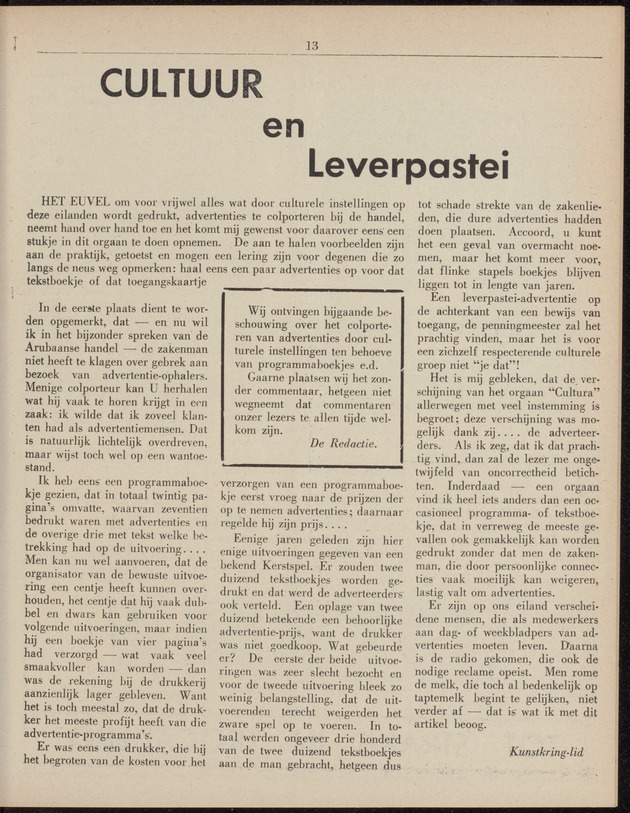 13
CULTUUR
en
Leverpastei
HET EUVEL om voor vrijwel alles wat door culturele instellingen op
deze eilanden wordt gedrukt, advertenties te colporteren bij de handel,
neemt hand over hand toe en het komt mij gewenst voor daarover eens een
stukje in dit orgaan te doen opnemen. De aan te halen voorbeelden zijn
aan de praktijk, getoetst en mogen een lering zijn voor degenen die zo
langs de neus weg opmerken: haal eens een paar advertenties op voor dat
tekstboekje of dat toegangskaartje
In de eerste plaats dient te wor-
den opgemerkt, dat — en nu wil
ik in het bijzonder spreken van de
Arubaanse handel — de zakenman
niet heeft te klagen over gebrek aan
bezoek van advertentie-ophalers.
Menige colporteur kan U herhalen
wat hij vaak te horen krijgt in een
zaak: ik wilde dat ik zoveel klan-
ten had als advertentiemensen. Dat
is natuurlijk lichtelijk overdreven,
maar wijst toch wel op een wantoe-
stand.
Ik heb eens een programmaboe-
kje gezien, dat in totaal twintig pa-
gina's omvatte, waarvan zeventien
bedrukt waren met advertenties en
de overige drie met tekst welke be-
trekking had op de uitvoering....
Men kan nu wel aanvoeren, dat de
organisator van de bewuste uitvoe-
ring een centje heeft kunnen over-
houden, het centje dat hij vaak dub-
bel en dwars kan gebruiken voor
volgende uitvoeringen, maar indien
hij een boekje van vier pagina's
had verzorgd — wat vaak veel
smaakvoller kan worden — dan
was de rekening bij de drukkerij
aanzienlijk lager gebleven. Want
het is toch meestal zo, dat de druk-
ker het meeste profijt heeft van die
advertentie-programma's.
Er was eens een drukker, die bij
het begroten van de kosten voor het
Wij ontvingen bijgaande be-
schouwing over het colporte-
ren van advertenties door cul-
turele instellingen ten behoeve
van programmaboekjes e.d.
Gaarne plaatsen wij het zon-
der commentaar, hetgeen niet
wegneemt dat commentaren
onzer lezers te allen tijde wel-
kom zijn.
De Redactie.
verzorgen van een programmaboe-
kje eerst vroeg naar de prijzen der
op te nemen advertenties; daarnaar
regelde hij zijn prijs....
Eenige jaren geleden zijn hier
enige uitvoeringen gegeven van een
bekend Kerstspel. Er zouden twee
duizend tekstboekjes worden ge-
drukt en dat werd de adverteerders
ook verteld. Een oplage van twee
duizend betekende een behoorlijke
advertentie-prijs, want de drukker
was niet goedkoop. Wat gebeurde
er? De eerste der beide uitvoe-
ringen was zeer slecht bezocht en
voor de tweede uitvoering bleek zo
weinig belangstelling, dat de uit-
voerenden terecht weigerden het
zware spel op te voeren. In to-
taal werden ongeveer drie honderd
van de twee duizend tekstboekjes
aan de man gebracht, hetgeen dus
tot schade strekte van de zakenlie-
den, die dure advertenties hadden
doen plaatsen. Accoord, u kunt
het een geval van overmacht noe-
men, maar het komt meer voor,
dat flinke stapels boekjes blijven
liggen tot in lengte van jaren.
Een leverpastei-advertentie op
de achterkant van een bewijs van
toegang, de penningmeester zal het
prachtig vinden, maar het is voor
een zichzelf respecterende culturele
groep niet "je dat"!
Het is mij gebleken, dat de ver-
schijning van het orgaan "Cultura"
allerwegen met veel instemming is
begroet; deze verschijning was mo-
gelijk dank zij.... de adverteer-
ders. Als ik zeg, dat ik dat prach-
tig vind, dan zal de lezer me onge-
twijfeld van oncorrectheid betich-
ten. Inderdaad — een orgaan
vind ik heel iets anders dan een oc-
casioneel programma- of tekstboe-
kje, dat in verreweg de meeste ge-
vallen ook gemakkelijk kan worden
gedrukt zonder dat men de zaken-
man, die door persoonlijke connec-
ties vaak moeilijk kan weigeren,
lastig valt om advertenties.
Er zijn op ons eiland verschei-
dene mensen, die als medewerkers
aan dag- of weekbladpers van ad-
vertenties moeten leven. Daarna
is de radio gekomen, die ook de
nodige reclame opeist. Men rome
de melk, die toch al bedenkelijk op
taptemelk begint te gelijken, niet
verder af — dat is wat ik met dit
artikel beoog.
Kunstkring-lid